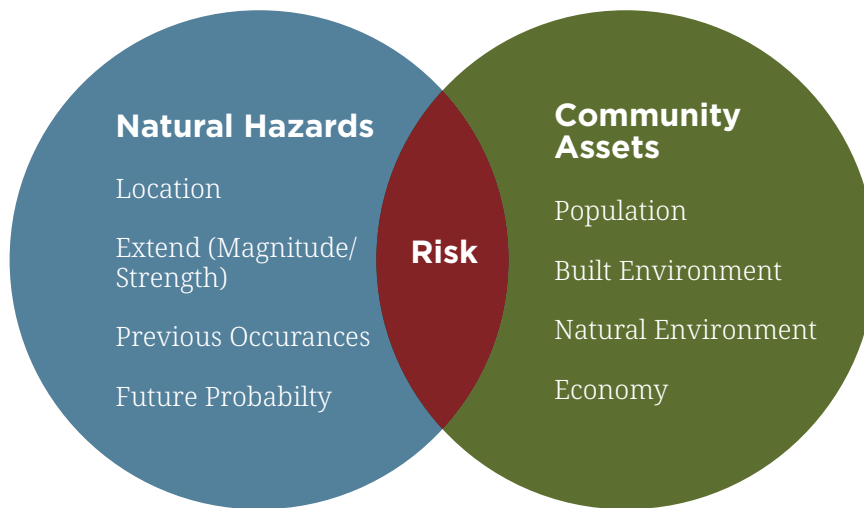 Natural Hazards
Location
Extend (Magnitude/
Strength)
Previous Occurances
Future Probabilty
Risk
Community
Assets
Population
Built Environment
Natural Environment
Economy